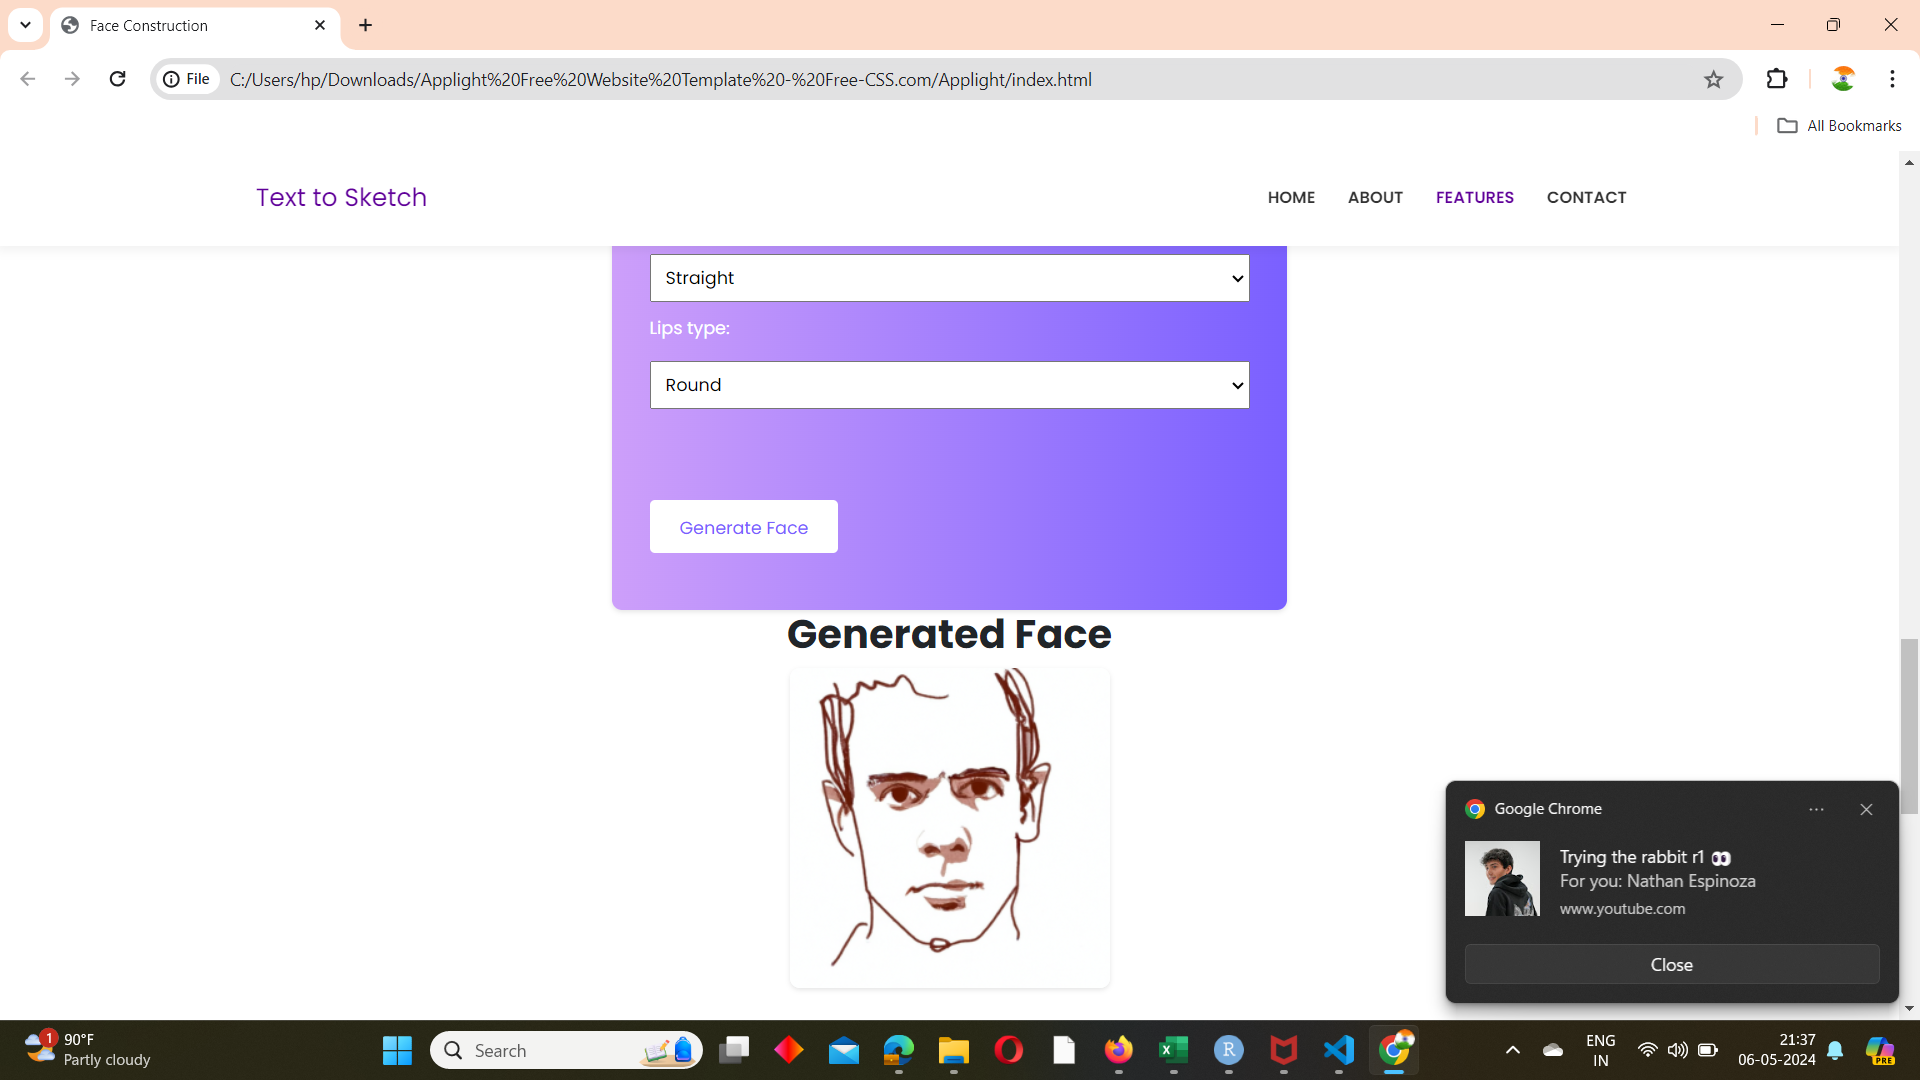 Face Construction
File
C:/Users/hp/Downloads/Applight%20Free%20Website%20Template%20-%20Free-CSS.com/Applight/index.html
All Bookmarks
Text to Sketch
HOME
ABOUT
FEATURES
CONTACT
Straight
Lips type:
Round
Generate Face
Generated Face
Google Chrome
Trying the rabbit r1 👀
For you: Nathan Espinoza
www.youtube.com
Close
1
90°F
Partly cloudy
Search
R
ENG
IN
21:37
06-05-2024
PRE